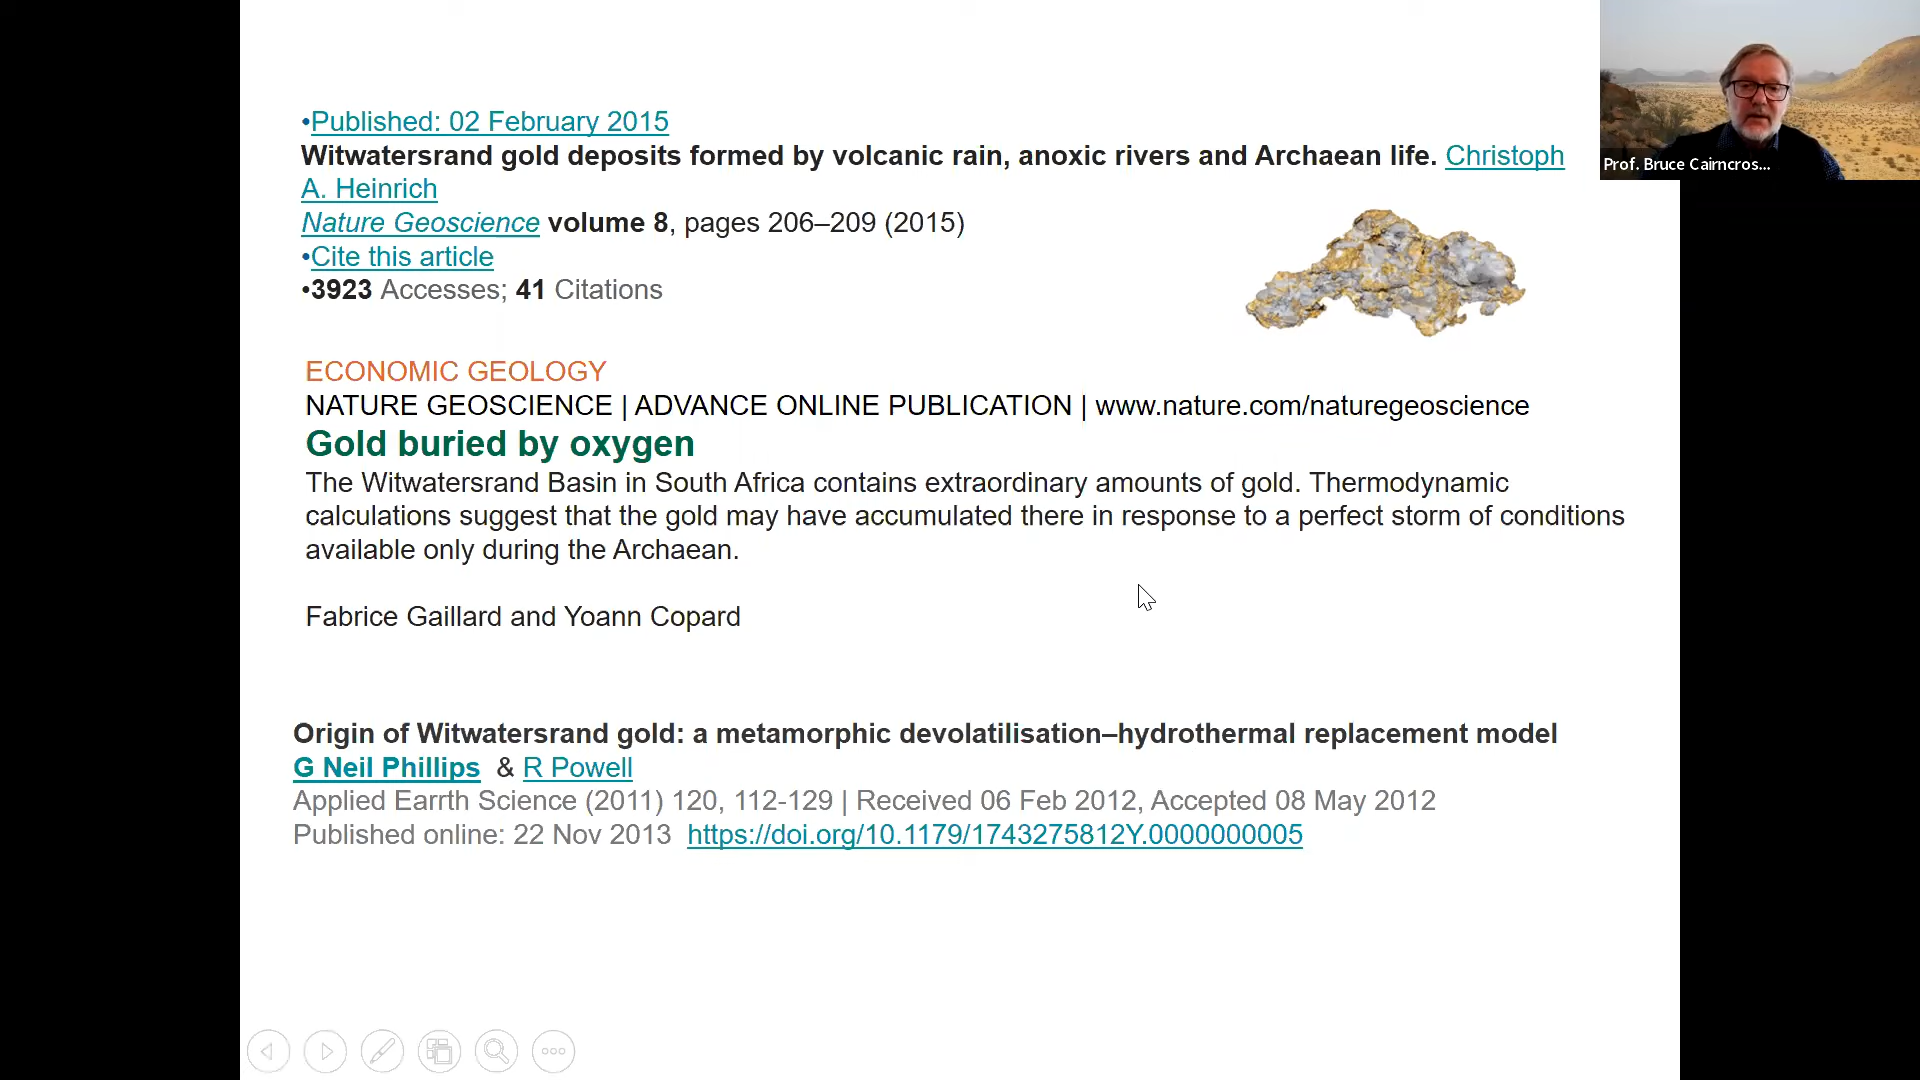 •Published: 02 February 2015
Witwatersrand gold deposits formed by volcanic rain, anoxic rivers and Archaean life. Christoph
A. Heinrich
Nature Geoscience volume 8, pages 206–209 (2015)
•Cite this article
•3923 Accesses; 41 Citations
Prof. Bruce Cairncros...
ECONOMIC GEOLOGY
NATURE GEOSCIENCE | ADVANCE ONLINE PUBLICATION | www.nature.com/naturegeoscience
Gold buried by oxygen
The Witwatersrand Basin in South Africa contains extraordinary amounts of gold. Thermodynamic
calculations suggest that the gold may have accumulated there in response to a perfect storm of conditions
available only during the Archaean.
Fabrice Gaillard and Yoann Copard
Origin of Witwatersrand gold: a metamorphic devolatilisation–hydrothermal replacement model
G Neil Phillips & R Powell
Applied Earrth Science (2011) 120, 112-129 | Received 06 Feb 2012, Accepted 08 May 2012
Published online: 22 Nov 2013 https://doi.org/10.1179/1743275812Y.0000000005